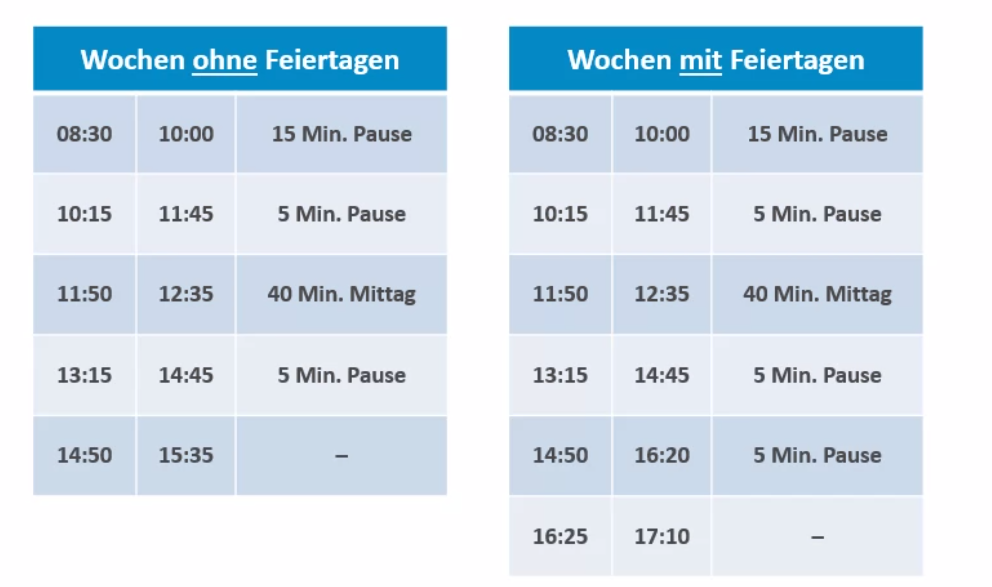 Wochen ohne Feiertagen
08:30 10:00 15 Min. Pause
10:15 11:45 5 Min. Pause
11:50 12:35 40 Min. Mittag
13:15 14:45 5 Min. Pause
14:50 15:35 –
Wochen mit Feiertagen
08:30 10:00 15 Min. Pause
10:15 11:45 5 Min. Pause
11:50 12:35 40 Min. Mittag
13:15 14:45 5 Min. Pause
14:50 16:20 5 Min. Pause
16:25 17:10 –